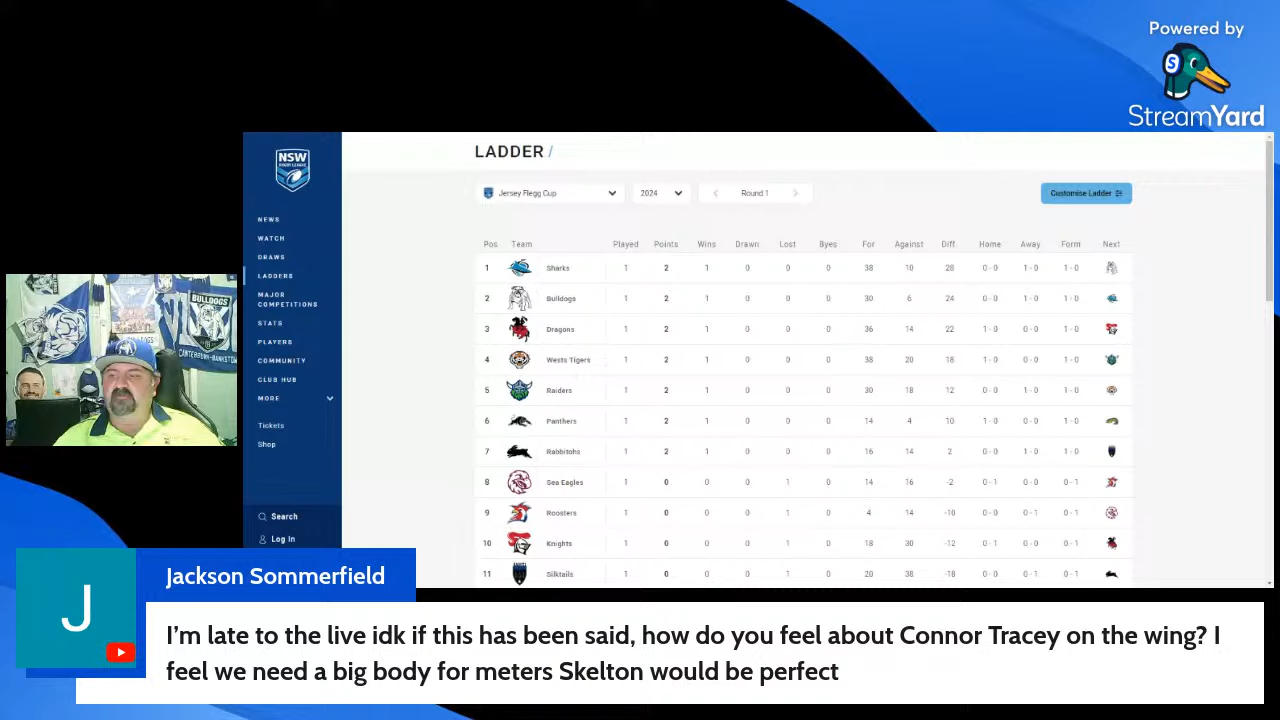 Powered by
StreamYard
NSW
RUGBY LEAGUE
NEWS
WATCH
DRAWS
LADDERS
MAJOR
COMPETITIONS
STATS
PLAYERS
COMMUNITY
CLUB HUB
MORE
Tickets
Shop
Search
Log In
LADDER /
Jersey Flegg Cup 2024 Round 1 Customise Ladder
Pos Team Played Points Wins Drawn Lost Byes For Against Diff Home Away Form Next
1 Sharks 1 2 1 0 0 0 38 10 28 0 - 0 1 - 0 1 - 0
2 Bulldogs 1 2 1 0 0 0 30 6 24 0 - 0 1 - 0 1 - 0
3 Dragons 1 2 1 0 0 0 36 14 22 1 - 0 0 - 0 1 - 0
4 Wests Tigers 1 2 1 0 0 0 38 20 18 1 - 0 0 - 0 1 - 0
5 Raiders 1 2 1 0 0 0 30 18 12 0 - 0 1 - 0 1 - 0
6 Panthers 1 2 1 0 0 0 14 4 10 1 - 0 0 - 0 1 - 0
7 Rabbitohs 1 2 1 0 0 0 16 14 2 0 - 0 1 - 0 1 - 0
8 Sea Eagles 1 0 0 0 1 0 14 16 -2 0 - 1 0 - 0 0 - 1
9 Roosters 1 0 0 0 1 0 4 14 -10 0 - 0 0 - 1 0 - 1
10 Knights 1 0 0 0 1 0 18 30 -12 0 - 1 0 - 0 0 - 1
11 Silktails 1 0 0 0 1 0 20 38 -18 0 - 0 0 - 1 0 - 1
BULLDOGS
CANTERBURY-BANKSTOWN
J
Jackson Sommerfield
I'm late to the live idk if this has been said, how do you feel about Connor Tracey on the wing? I
feel we need a big body for meters Skelton would be perfect